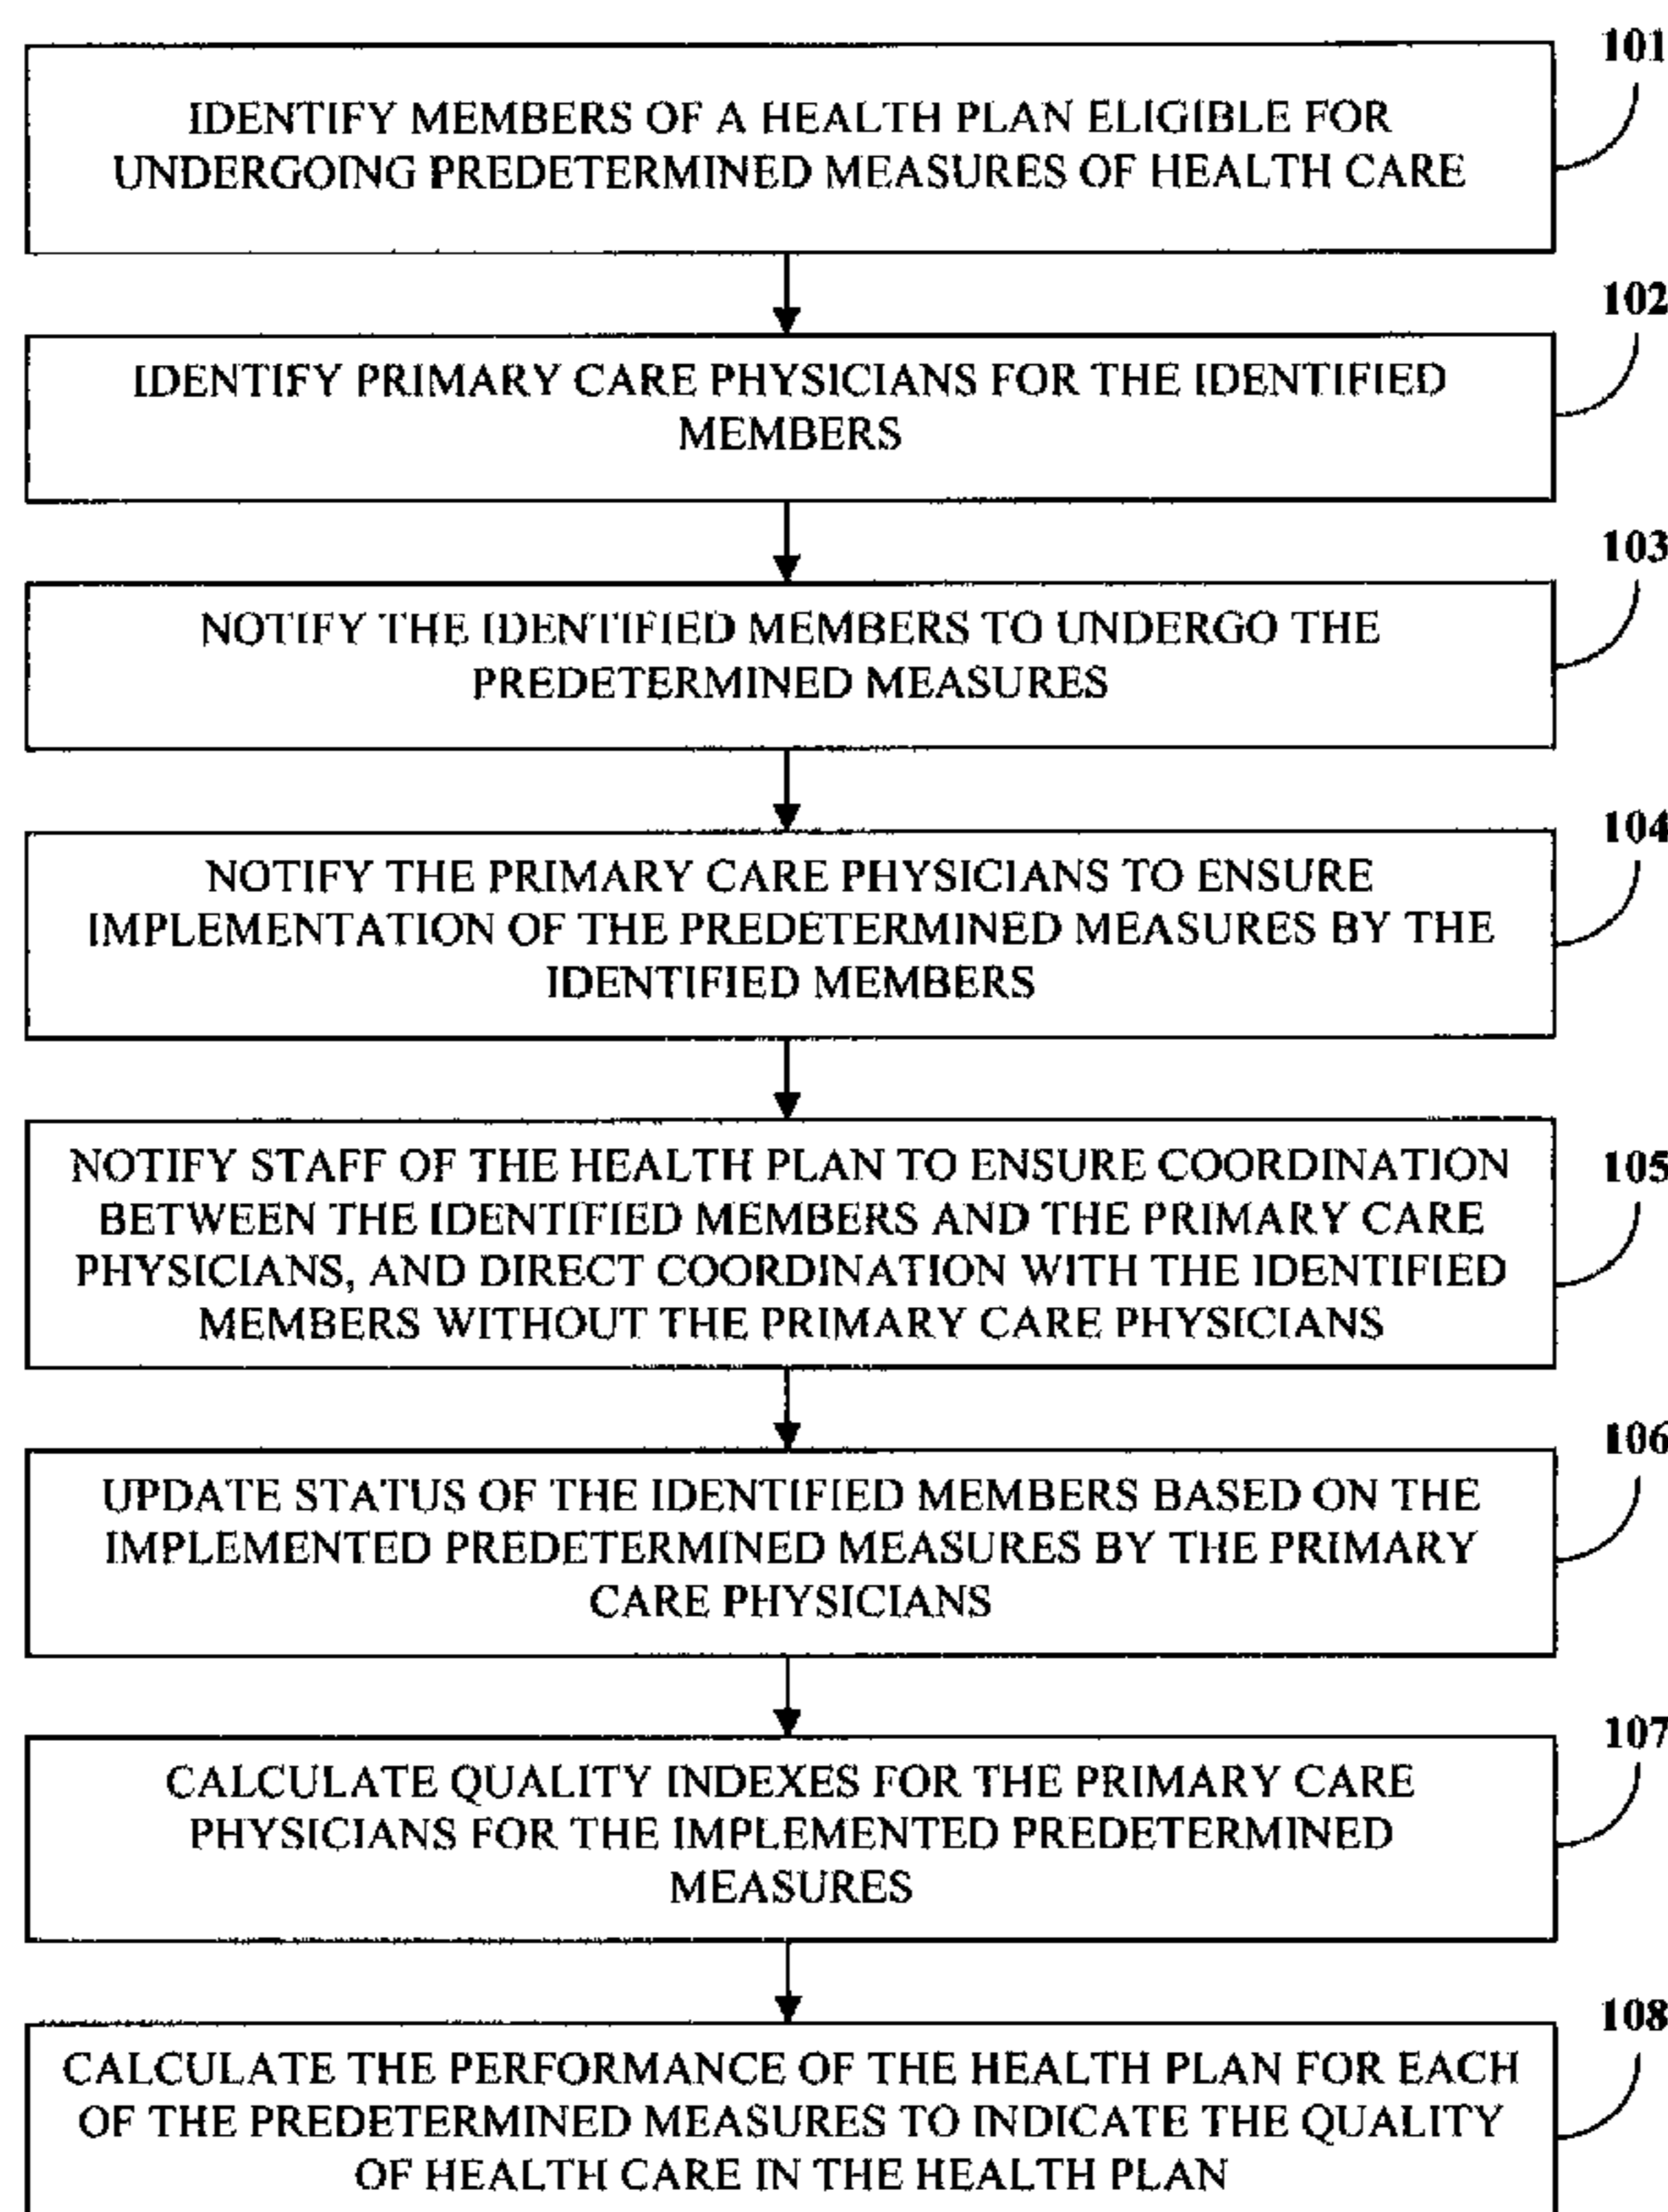 101
IDENTIFY MEMBERS OF A HEALTH PLAN ELIGIBLE FOR
UNDERGOING PREDETERMINED MEASURES OF HEALTH CARE
102
IDENTIFY PRIMARY CARE PHYSICIANS FOR THE IDENTIFIED
MEMBERS
103
NOTIFY THE IDENTIFIED MEMBERS TO UNDERGO THE
PREDETERMINED MEASURES
104
NOTIFY THE PRIMARY CARE PHYSICIANS TO ENSURE
IMPLEMENTATION OF THE PREDETERMINED MEASURES BY THE
IDENTIFIED MEMBERS
105
NOTIFY STAFF OF THE HEALTH PLAN TO ENSURE COORDINATION
BETWEEN THE IDENTIFIED MEMBERS AND THE PRIMARY CARE
PHYSICIANS, AND DIRECT COORDINATION WITH THE IDENTIFIED
MEMBERS WITHOUT THE PRIMARY CARE PHYSICIANS
106
UPDATE STATUS OF THE IDENTIFIED MEMBERS BASED ON THE
IMPLEMENTED PREDETERMINED MEASURES BY THE PRIMARY
CARE PHYSICIANS
107
CALCULATE QUALITY INDEXES FOR THE PRIMARY CARE
PHYSICIANS FOR THE IMPLEMENTED PREDETERMINED
MEASURES
108
CALCULATE THE PERFORMANCE OF THE HEALTH PLAN FOR EACH
OF THE PREDETERMINED MEASURES TO INDICATE THE QUALITY
OF HEALTH CARE IN THE HEALTH PLAN